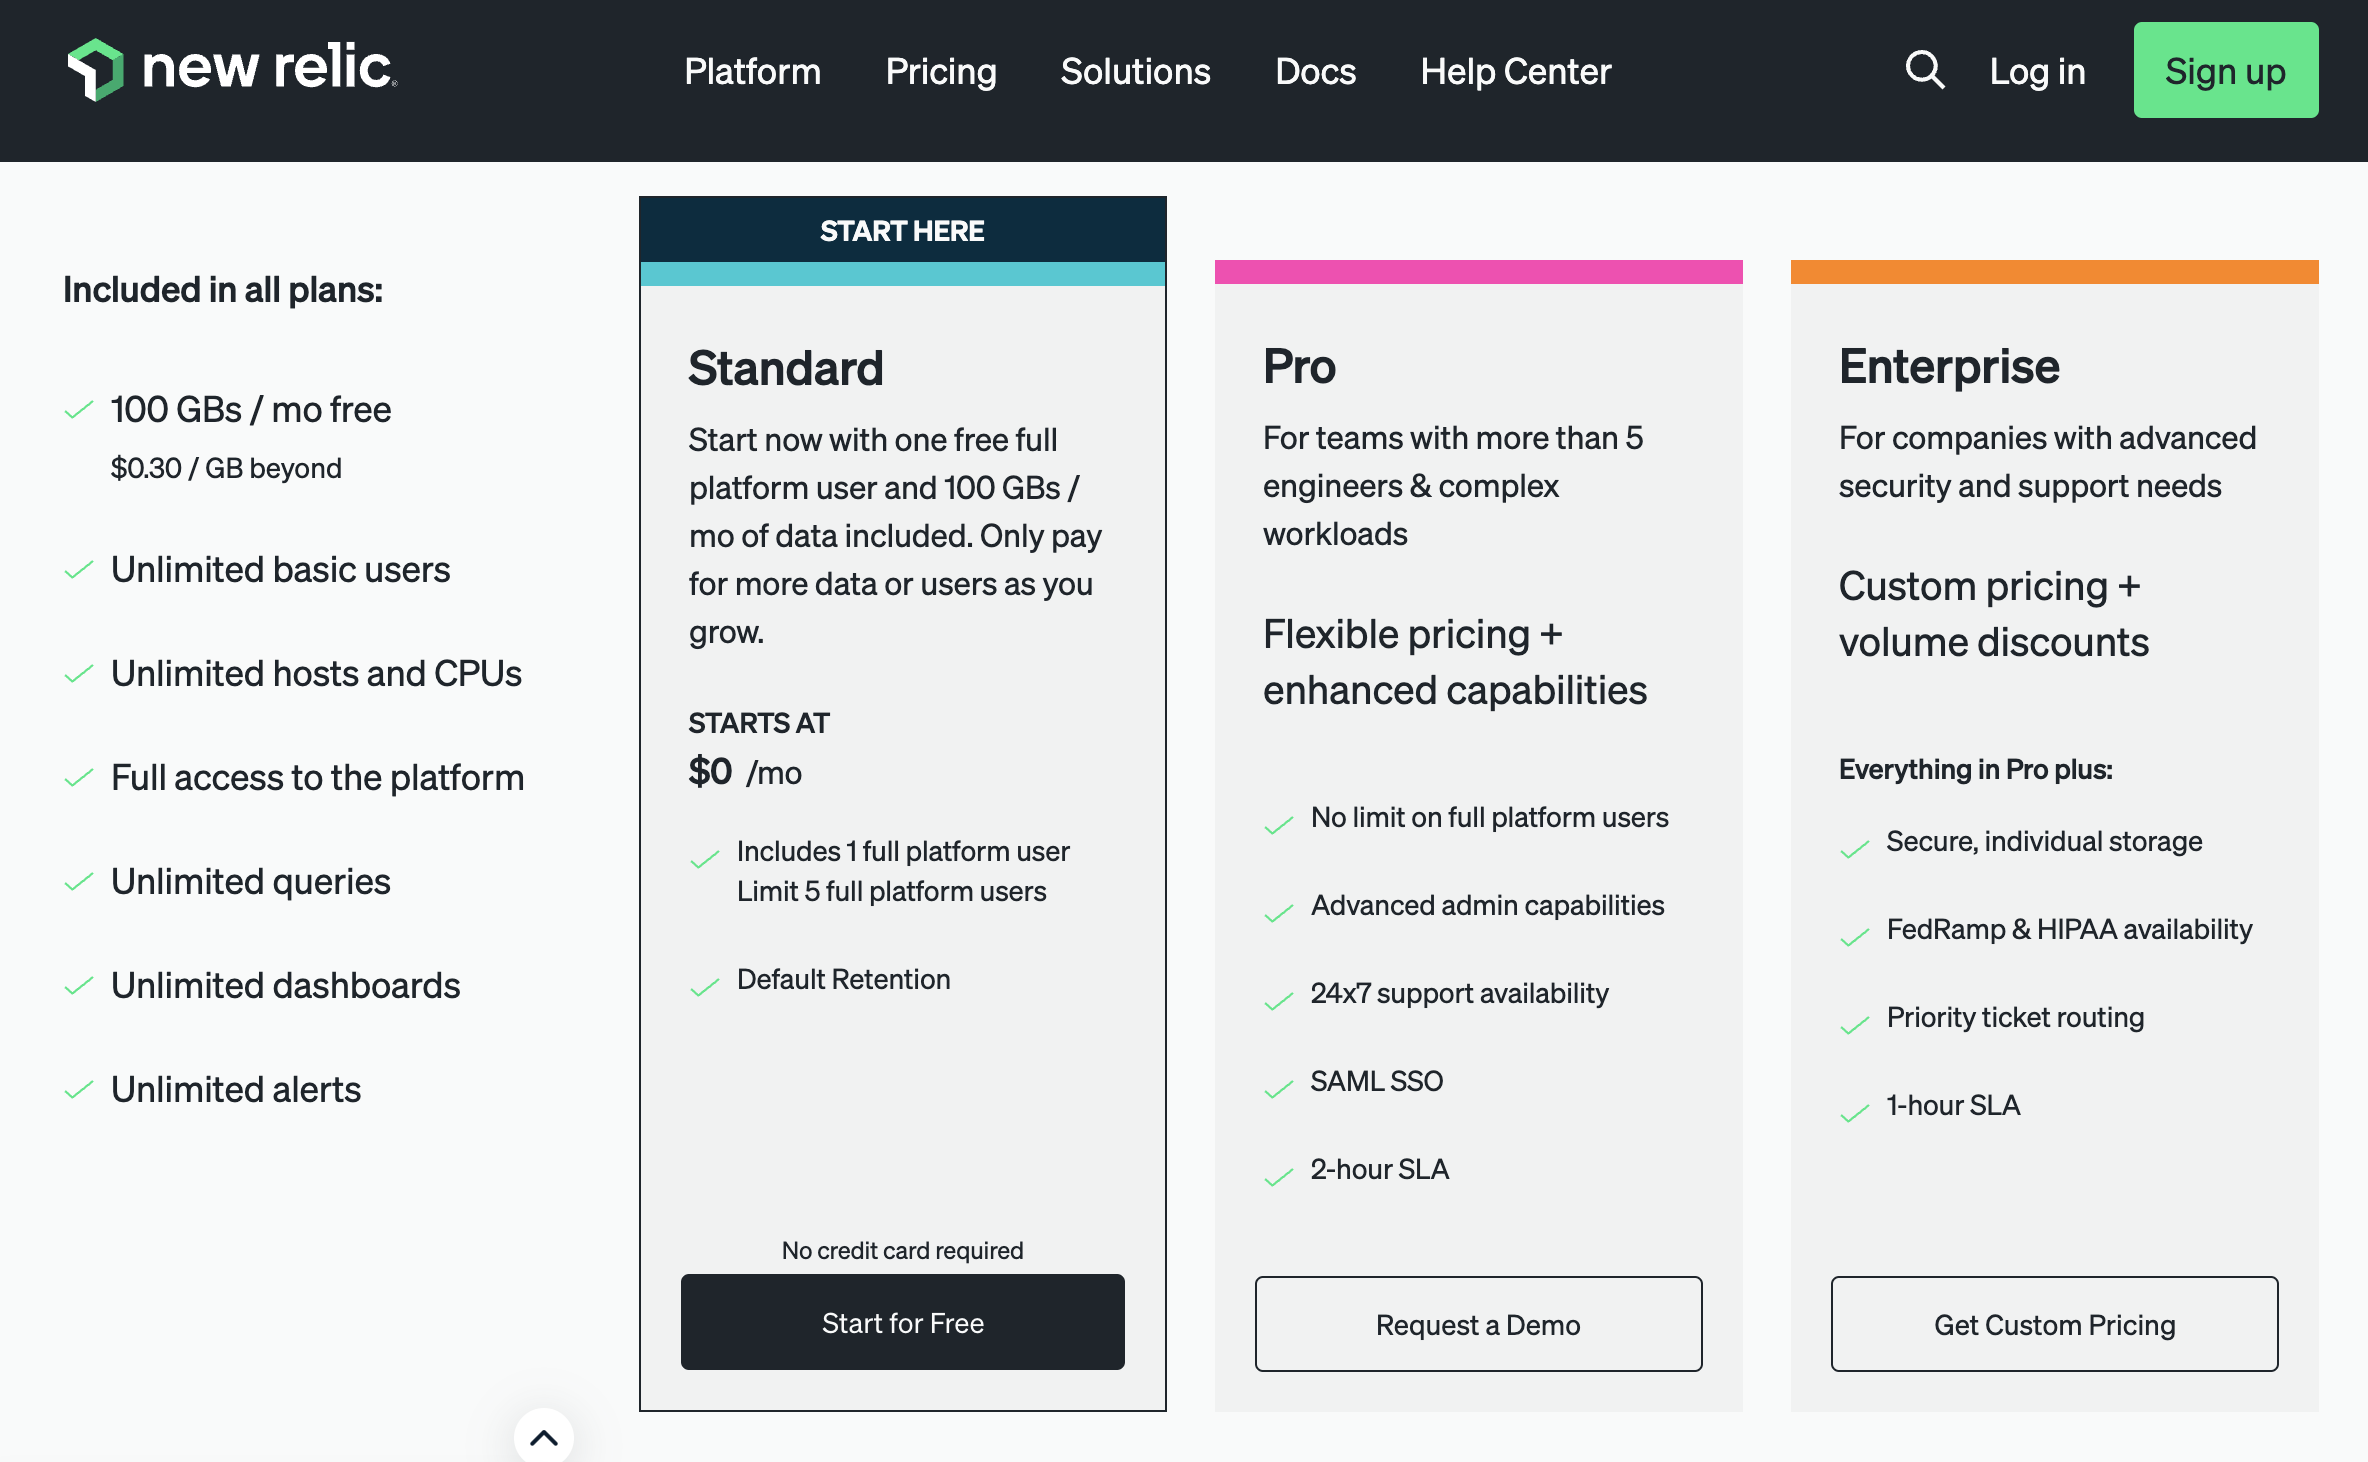 new relic
Platform
Pricing
Solutions
Docs
Help Center
Log in
Sign up
Included in all plans:
100 GBs / mo free
$0.30 / GB beyond
Unlimited basic users
Unlimited hosts and CPUs
Full access to the platform
Unlimited queries
Unlimited dashboards
Unlimited alerts
START HERE
Standard
Start now with one free full
platform user and 100 GBs /
mo of data included. Only pay
for more data or users as you
grow.
STARTS AT
$0 /mo
Includes 1 full platform user
Limit 5 full platform users
Default Retention
No credit card required
Start for Free
Pro
For teams with more than 5
engineers & complex
workloads
Flexible pricing +
enhanced capabilities
No limit on full platform users
Advanced admin capabilities
24x7 support availability
SAML SSO
2-hour SLA
Request a Demo
Enterprise
For companies with advanced
security and support needs
Custom pricing +
volume discounts
Everything in Pro plus:
Secure, individual storage
FedRamp & HIPAA availability
Priority ticket routing
1-hour SLA
Get Custom Pricing